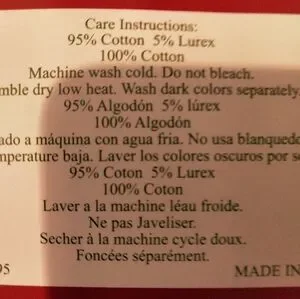 Care Instructions:
95% Cotton 5% Lurex
100% Cotton
Machine wash cold. Do not bleach.
mble dry low heat. Wash dark colors separately.
95% Algodón 5% lúrex
100% Algodón
ado a máquina con agua fria. No usa blanquedo
mperature baja. Laver los colores oscuros por se
95% Coton 5% Lurex
100% Coton
Laver a la machine léau froide.
Ne pas Javeliser.
Secher à la machine cycle doux.
Foncées séparément.
95 MADE IN